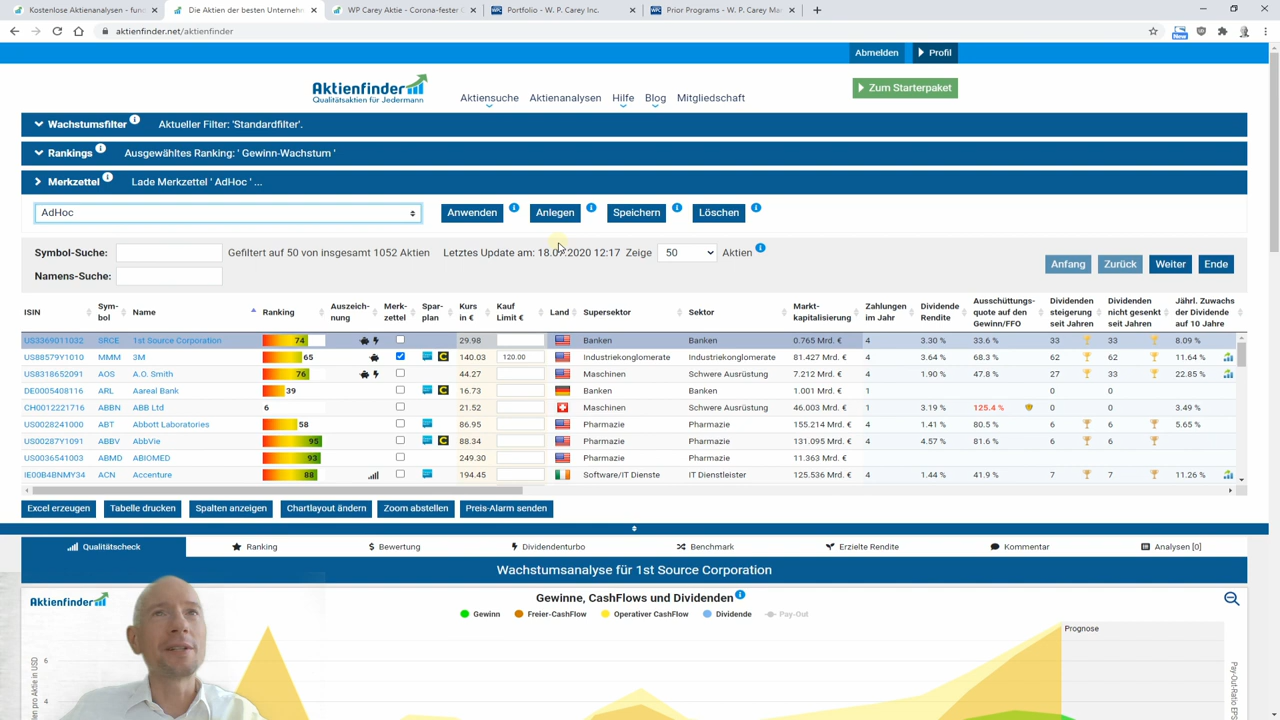 Kostenlose Aktienanalysen - fun
Die Aktien der besten Unternehm
WP Carey Aktie - Corona-fester
Portfolio - W. P. Carey Inc.
Prior Programs - W. P. Carey Ma
aktienfinder.net/aktienfinder
Abmelden
Profil
Aktienfinder
Qualitätsaktien für Jedermann
Aktiensuche Aktienanalysen Hilfe Blog Mitgliedschaft
Zum Starterpaket
Wachstumsfilter Aktueller Filter: 'Standardfilter'.
Rankings Ausgewähltes Ranking: ' Gewinn-Wachstum '
Merkzettel Lade Merkzettel ' AdHoc ' ...
AdHoc Anwenden Anlegen Speichern Löschen
Symbol-Suche: Gefiltert auf 50 von insgesamt 1052 Aktien Letztes Update am: 18.09.2020 12:17 Zeige 50 Aktien
Namens-Suche:
Anfang Zurück Weiter Ende
ISIN Sym-bol Name Ranking Auszeich-nung Merk-zettel Spar-plan Kurs in € Kauf Limit € Land Supersektor Sektor Markt-kapitalisierung Zahlungen im Jahr Dividende Rendite Ausschüttungs-quote auf den Gewinn/FFO Dividenden steigerung seit Jahren Dividenden nicht gesenkt seit Jahren Jährl. Zuwachs der Dividende auf 10 Jahre
US3369011032 SRCE 1st Source Corporation 74 29.98 Banken Banken 0.765 Mrd. € 4 3.30 % 33.6 % 33 33 8.09 %
US88579Y1010 MMM 3M 65 C 140.03 120.00 Industriekonglomerate Industriekonglomerate 81.427 Mrd. € 4 3.64 % 68.3 % 62 62 11.64 %
US8318652091 AOS A.O. Smith 76 44.27 Maschinen Schwere Ausrüstung 7.212 Mrd. € 4 1.90 % 47.8 % 27 33 22.85 %
DE0005408116 ARL Aareal Bank 39 C 16.73 Banken Banken 1.001 Mrd. € 1 0 0
CH0012221716 ABBN ABB Ltd 6 21.52 Maschinen Schwere Ausrüstung 46.003 Mrd. € 1 3.19 % 125.4 % 0 0 3.49 %
US0028241000 ABT Abbott Laboratories 58 86.95 Pharmazie Pharmazie 155.214 Mrd. € 4 1.41 % 80.5 % 6 6 5.65 %
US00287Y1091 ABBV AbbVie 95 C 88.34 Pharmazie Pharmazie 131.095 Mrd. € 4 4.57 % 81.6 % 6 6
US0036541003 ABMD ABIOMED 93 249.30 Pharmazie Pharmazie 11.363 Mrd. €
IE00B4BNMY34 ACN Accenture 88 194.45 Software/IT Dienste IT Dienstleister 125.536 Mrd. € 4 1.44 % 41.9 % 7 7 11.26 %
Excel erzeugen Tabelle drucken Spalten anzeigen Chartlayout ändern Zoom abstellen Preis-Alarm senden
Qualitätscheck Ranking Bewertung Dividendenturbo Benchmark Erzielte Rendite Kommentar Analysen [0]
Wachstumsanalyse für 1st Source Corporation
Aktienfinder
Gewinne, CashFlows und Dividenden
Gewinn Freier-CashFlow Operativer CashFlow Dividende Pay-Out
Prognose
6
4
pro Aktie in USD
Pay-Out-Ratio EPS